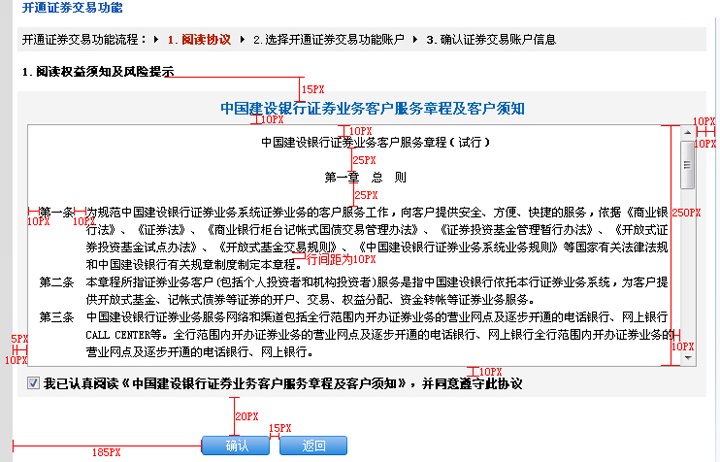 开通证券交易功能
开通证券交易功能流程： 1.阅读协议 2.选择开通证券交易功能账户 3.确认证券交易账户信息
1.阅读权益须知及风险提示
15PX
中国建设银行证券业务客户服务章程及客户须知
10PX
10PX
10PX
10PX
中国建设银行证券业务客户服务章程（试行）
25PX
第一章 总 则
25PX
250PX
第一条 为规范中国建设银行证券业务系统证券业务的客户服务工作，向客户提供安全、方便、快捷的服务，依据《商业银
10PX 10PX
行法》、《证券法》、《商业银行柜台记帐式国债交易管理办法》、《证券投资基金管理暂行办法》、《开放式证
券投资基金试点办法》、《开放式基金交易规则》、《中国建设银行证券业务系统业务规则》等国家有关法律法规
和中国建设银行有关规章制度制定本章程。
行间距为10PX
第二条 本章程所指证券业务客户(包括个人投资者和机构投资者)服务是指中国建设银行依托本行证券业务系统，为客户提
供开放式基金、记帐式债券等证券的开户、交易、权益分配、资金转帐等证券业务服务。
第三条 中国建设银行证券业务服务网络和渠道包括全行范围内开办证券业务的营业网点及逐步开通的电话银行、网上银行
CALL CENTER等。全行范围内开办证券业务的营业网点及逐步开通的电话银行、网上银行全行范围内开办证券业务的
营业网点及逐步开通的电话银行、网上银行。
5PX
10PX
10PX
10PX
我已认真阅读《中国建设银行证券业务客户服务章程及客户须知》，并同意遵守此协议
20PX
15PX
185PX
确认 返回